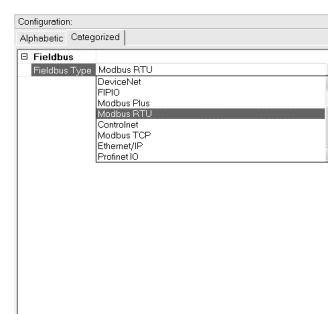 Configuration:
Alphabetic Categorized
Fieldbus
Fieldbus Type Modbus RTU
DeviceNet
FIPIO
Modbus Plus
Modbus RTU
Controlnet
Modbus TCP
Ethernet/IP
Profinet IO